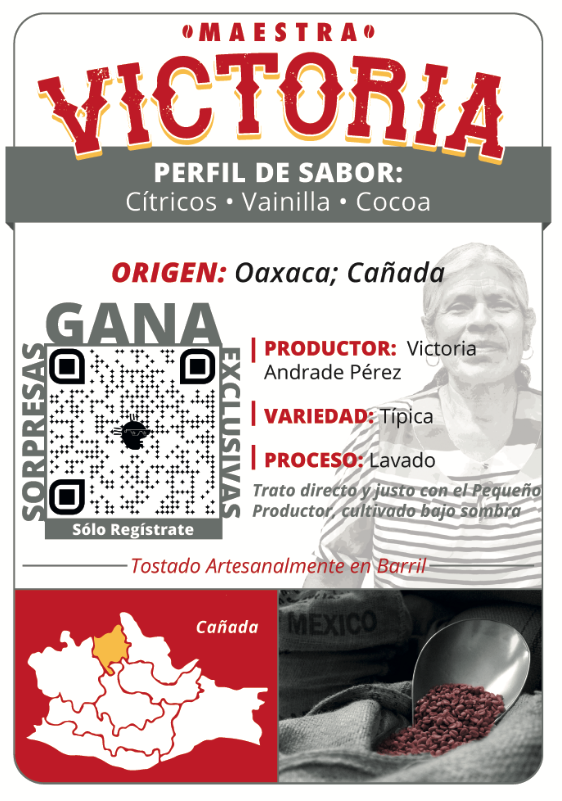 MAESTRA
VICTORIA
PERFIL DE SABOR:
Cítricos • Vainilla • Cocoa
ORIGEN: Oaxaca; Cañada
GANA
SORPRESAS
EXCLUSIVAS
Sólo Regístrate
PRODUCTOR: Victoria
Andrade Pérez
VARIEDAD: Típica
PROCESO: Lavado
Trato directo y justo con el Pequeño
Productor, cultivado bajo sombra
Tostado Artesanalmente en Barril
Cañada
MEXICO